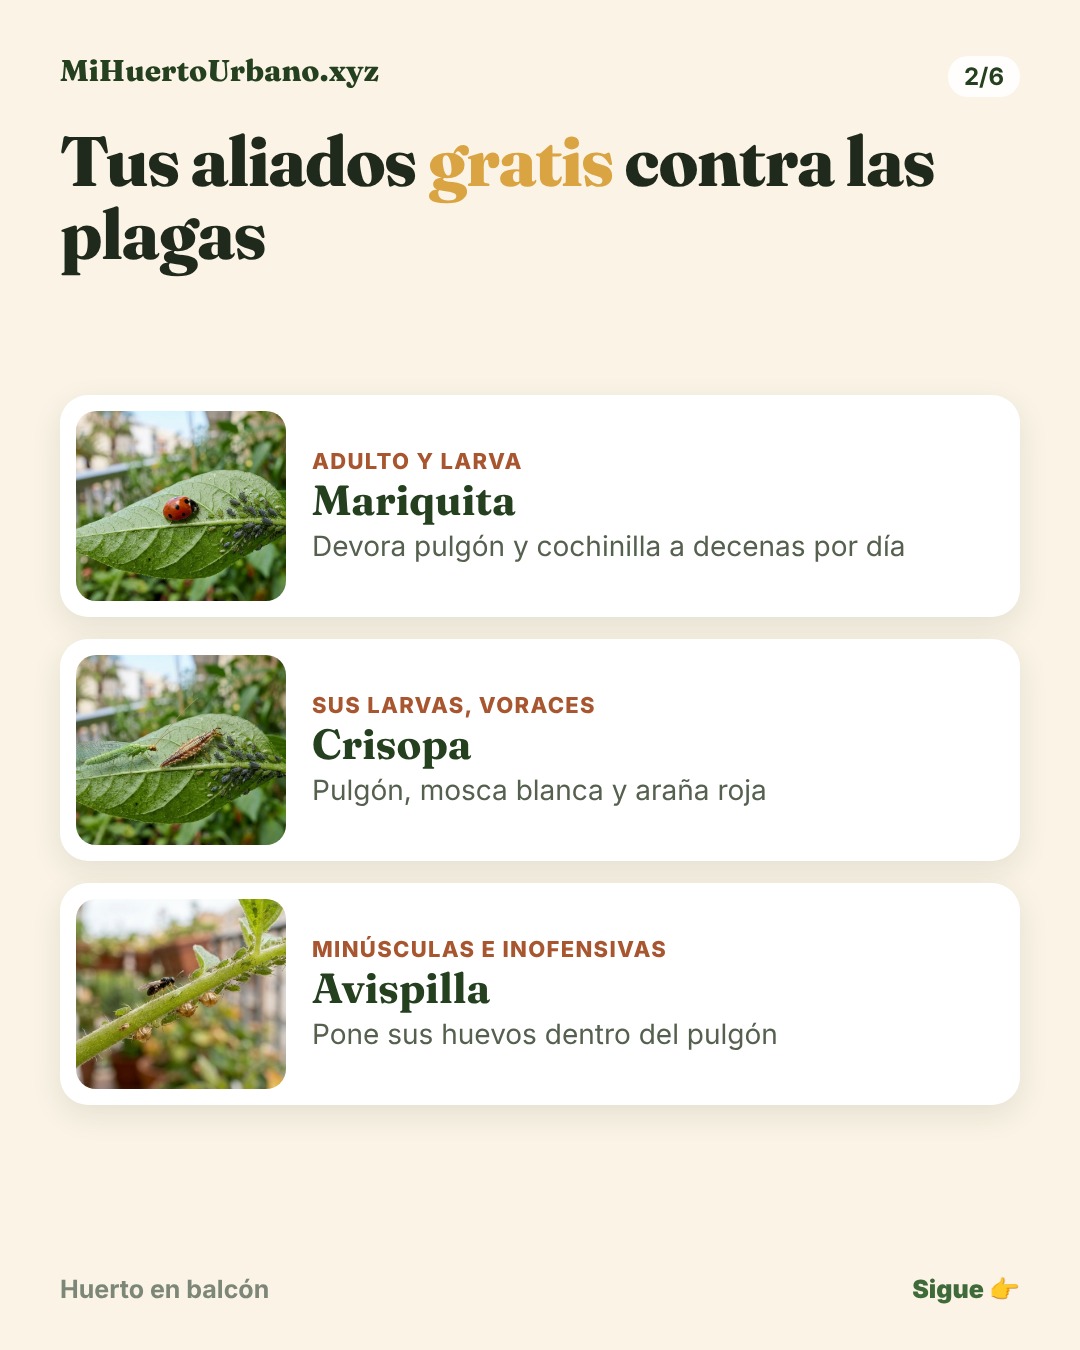 MiHuertoUrbano.xyz
2/6
Tus aliados gratis contra las
plagas
ADULTO Y LARVA
Mariquita
Devora pulgón y cochinilla a decenas por día
SUS LARVAS, VORACES
Crisopa
Pulgón, mosca blanca y araña roja
MINÚSCULAS E INOFENSIVAS
Avispilla
Pone sus huevos dentro del pulgón
Huerto en balcón
Sigue 👉